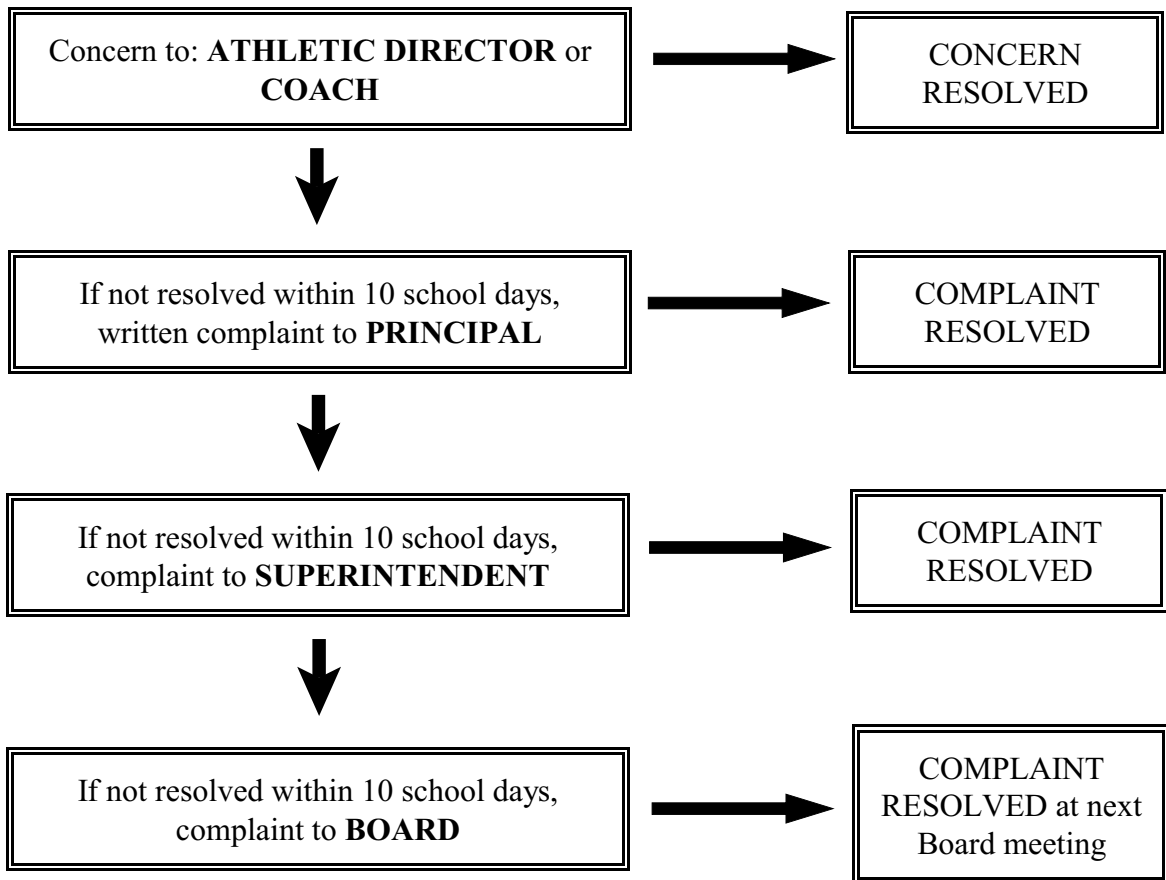 Concern to: ATHLETIC DIRECTOR or
COACH
CONCERN
RESOLVED
If not resolved within 10 school days,
written complaint to PRINCIPAL
COMPLAINT
RESOLVED
If not resolved within 10 school days,
complaint to SUPERINTENDENT
COMPLAINT
RESOLVED
If not resolved within 10 school days,
complaint to BOARD
COMPLAINT
RESOLVED at next
Board meeting